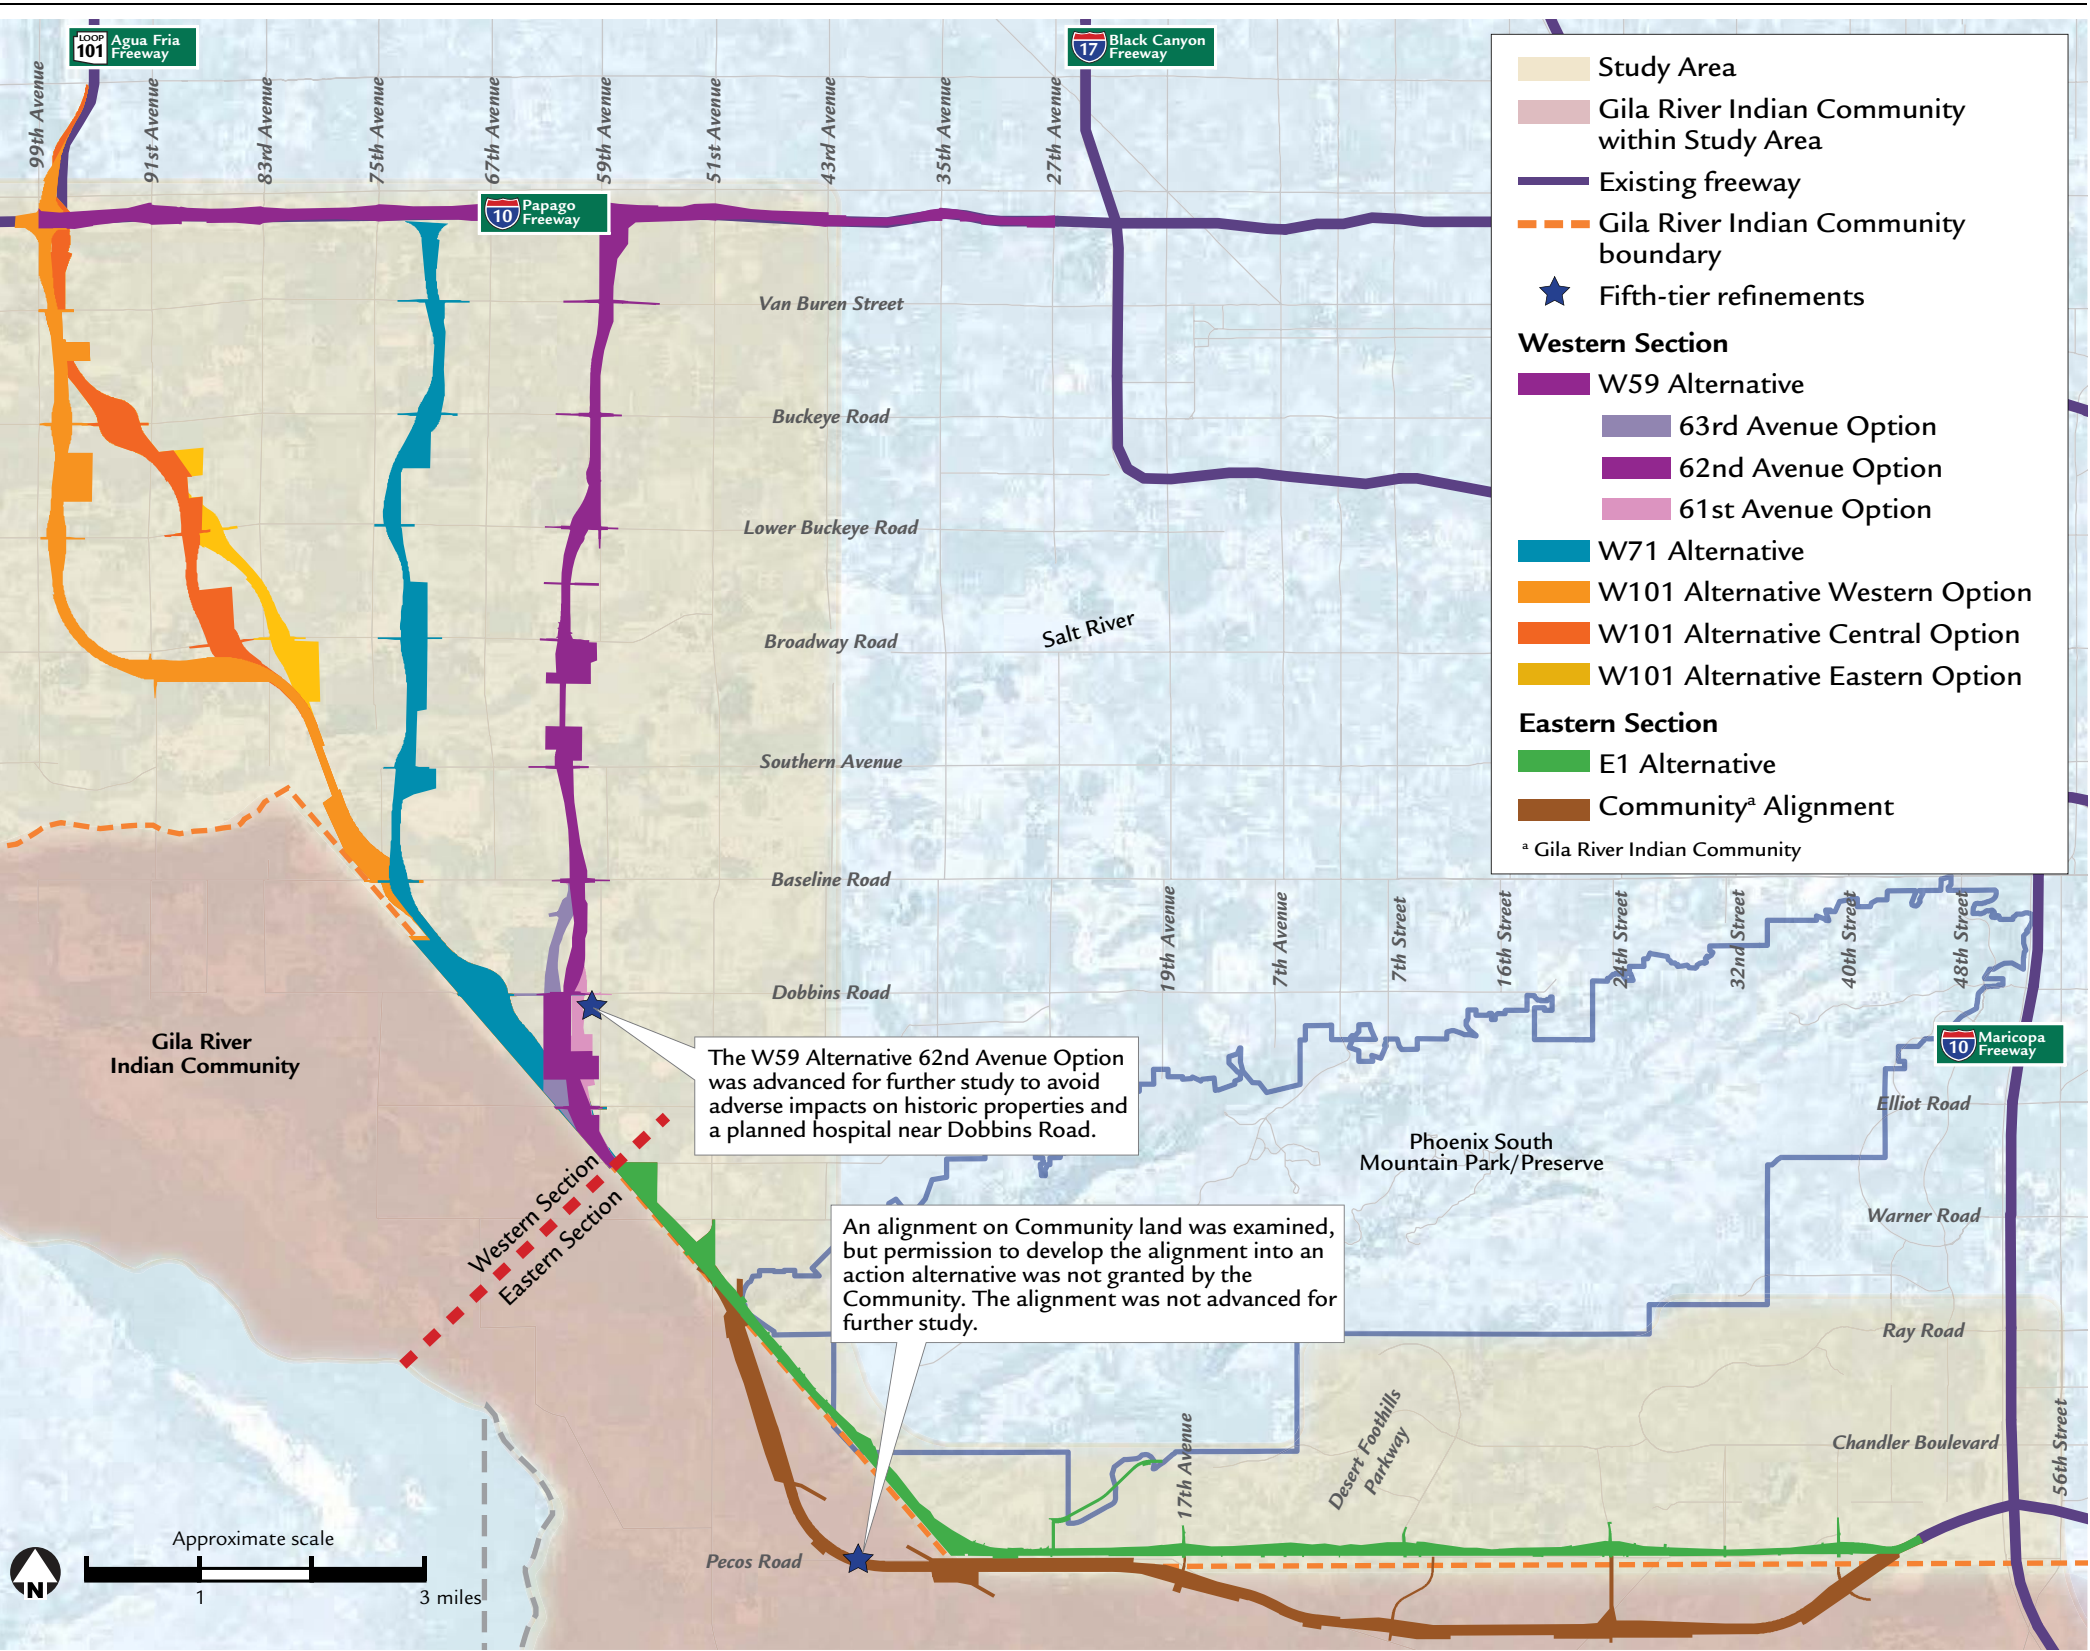 LOOP
101
Agua Fria
Freeway
17
Black Canyon
Freeway
99th Avenue
91st Avenue
83rd Avenue
75th Avenue
67th Avenue
59th Avenue
51st Avenue
43rd Avenue
35th Avenue
27th Avenue
10
Papago
Freeway
Study Area
Gila River Indian Community
within Study Area
Existing freeway
Gila River Indian Community
boundary
Fifth-tier refinements
Western Section
W59 Alternative
63rd Avenue Option
62nd Avenue Option
61st Avenue Option
W71 Alternative
W101 Alternative Western Option
W101 Alternative Central Option
W101 Alternative Eastern Option
Eastern Section
E1 Alternative
Communityᵃ Alignment
ᵃ Gila River Indian Community
Van Buren Street
Buckeye Road
Lower Buckeye Road
Broadway Road
Salt River
Southern Avenue
Baseline Road
Dobbins Road
19th Avenue
7th Avenue
7th Street
16th Street
24th Street
32nd Street
40th Street
48th Street
10
Maricopa
Freeway
Gila River
Indian Community
The W59 Alternative 62nd Avenue Option
was advanced for further study to avoid
adverse impacts on historic properties and
a planned hospital near Dobbins Road.
Elliot Road
Phoenix South
Mountain Park/Preserve
Western Section
Eastern Section
Warner Road
An alignment on Community land was examined,
but permission to develop the alignment into an
action alternative was not granted by the
Community. The alignment was not advanced for
further study.
Ray Road
Desert Foothills
Parkway
17th Avenue
Chandler Boulevard
56th Street
Pecos Road
Approximate scale
1
3 miles
N